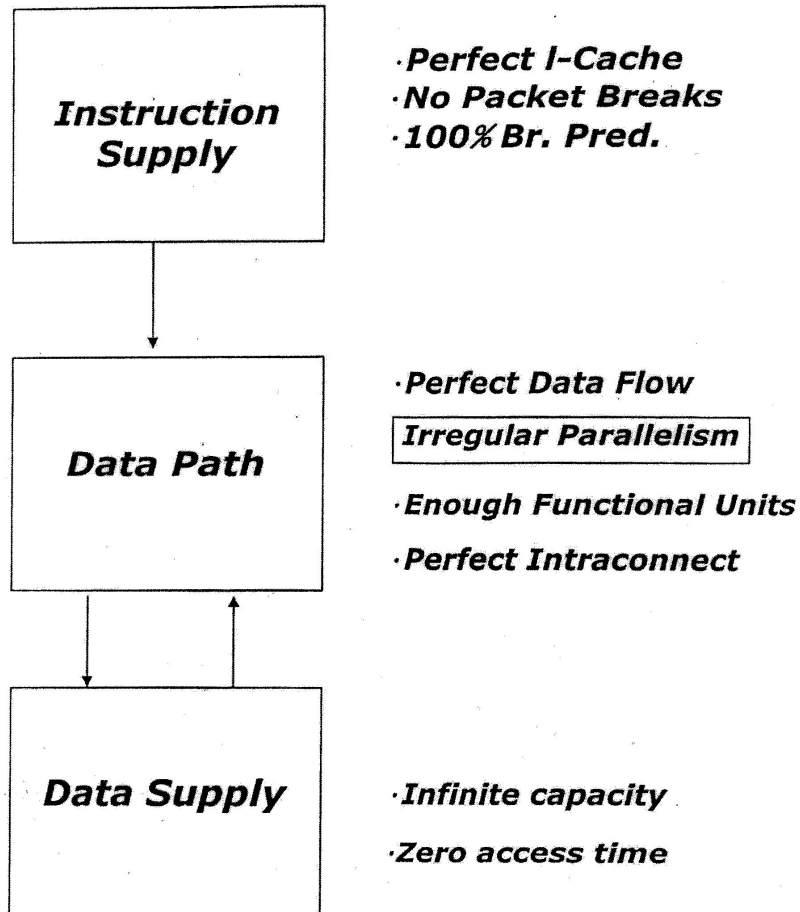 Instruction
Supply
·Perfect I-Cache
·No Packet Breaks
·100% Br. Pred.
Data Path
·Perfect Data Flow
Irregular Parallelism
·Enough Functional Units
·Perfect Intraconnect
Data Supply
·Infinite capacity
·Zero access time